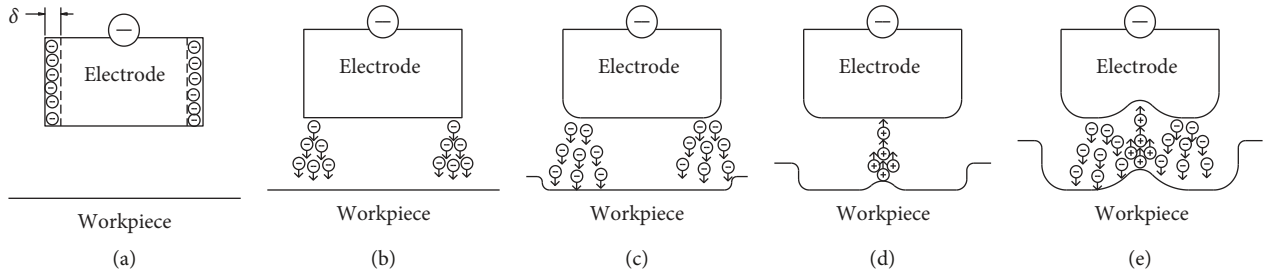 δ
Electrode
Workpiece
(a)
Electrode
Workpiece
(b)
Electrode
Workpiece
(c)
Electrode
Workpiece
(d)
Electrode
Workpiece
(e)